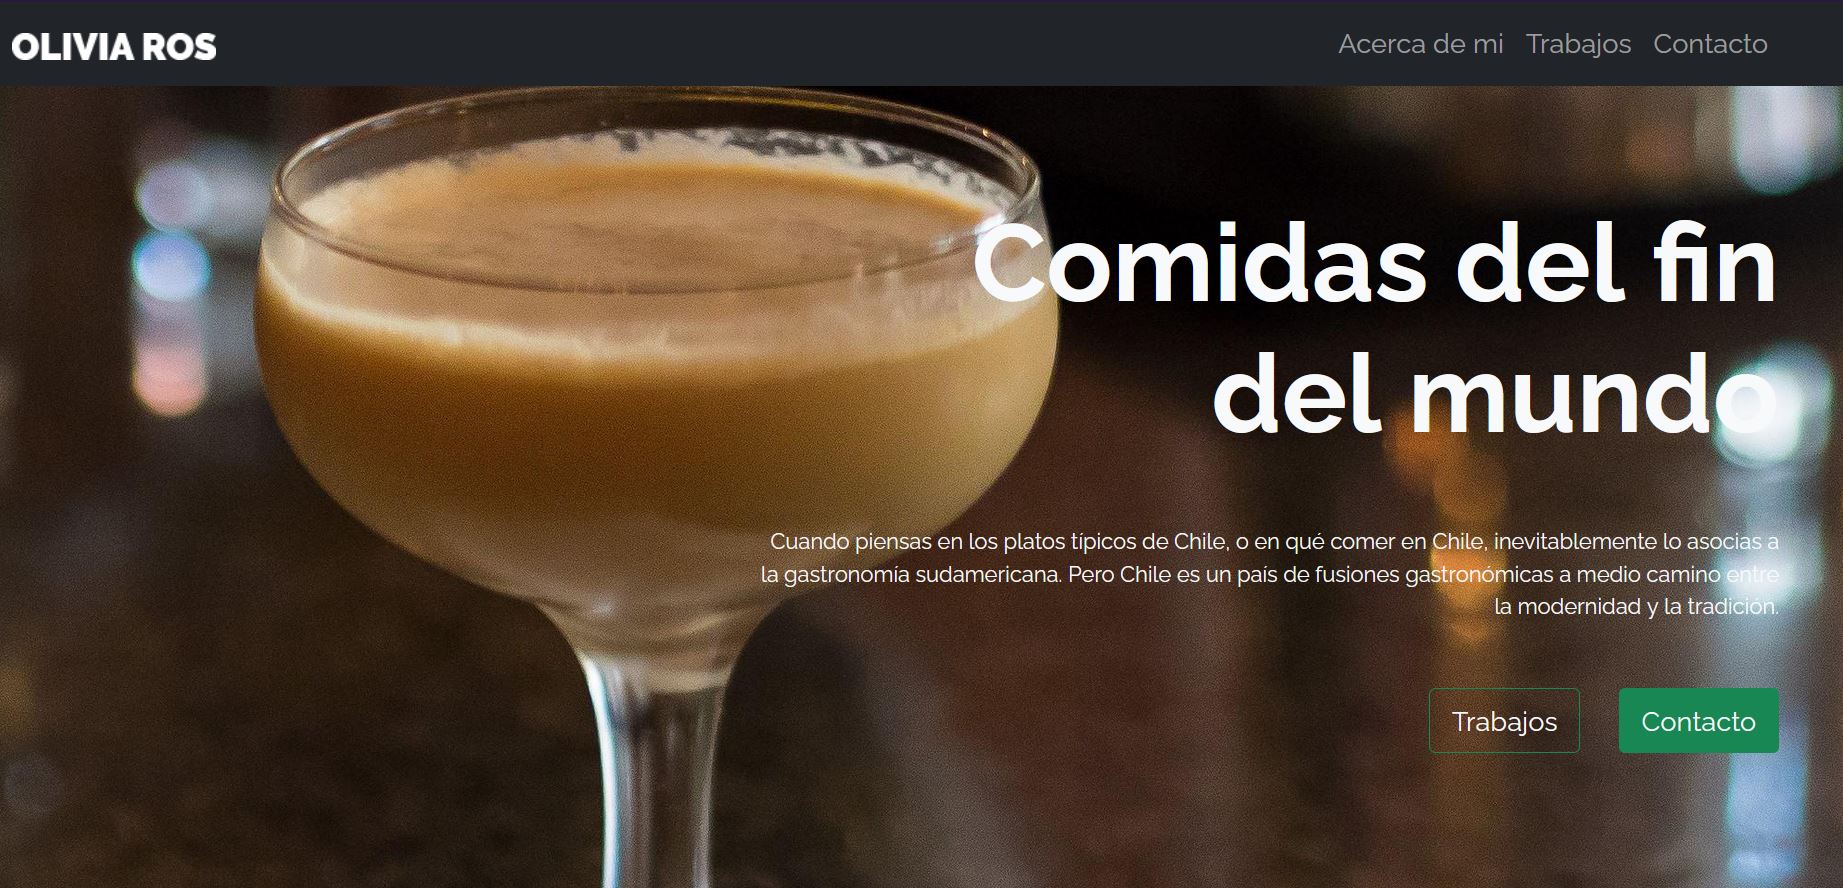 OLIVIA ROS
Acerca de mi Trabajos Contacto
Comidas del fin
del mundo
Cuando piensas en los platos típicos de Chile, o en qué comer en Chile, inevitablemente lo asocias a
la gastronomía sudamericana. Pero Chile es un país de fusiones gastronómicas a medio camino entre
la modernidad y la tradición.
Trabajos Contacto